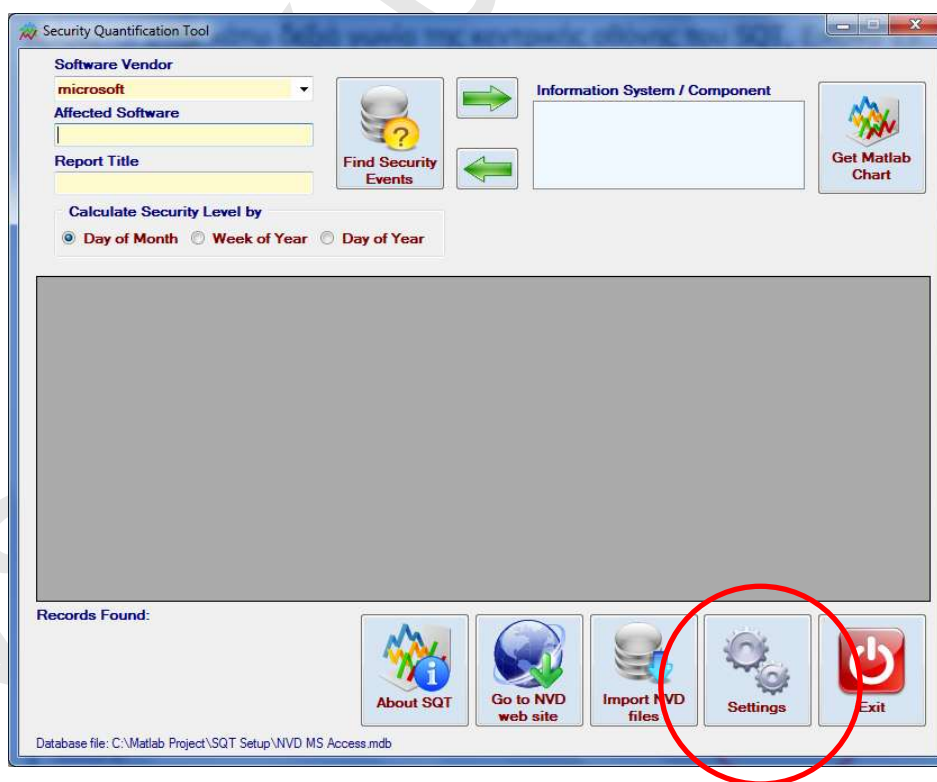 Security Quantification Tool
Software Vendor
microsoft
Affected Software
Report Title
Find Security
Events
Information System / Component
Get Matlab
Chart
Calculate Security Level by
Day of Month Week of Year Day of Year
Records Found:
About SQT
Go to NVD
web site
Import NVD
files
Settings
Exit
Database file: C:\Matlab Project\SQT Setup\NVD MS Access.mdb